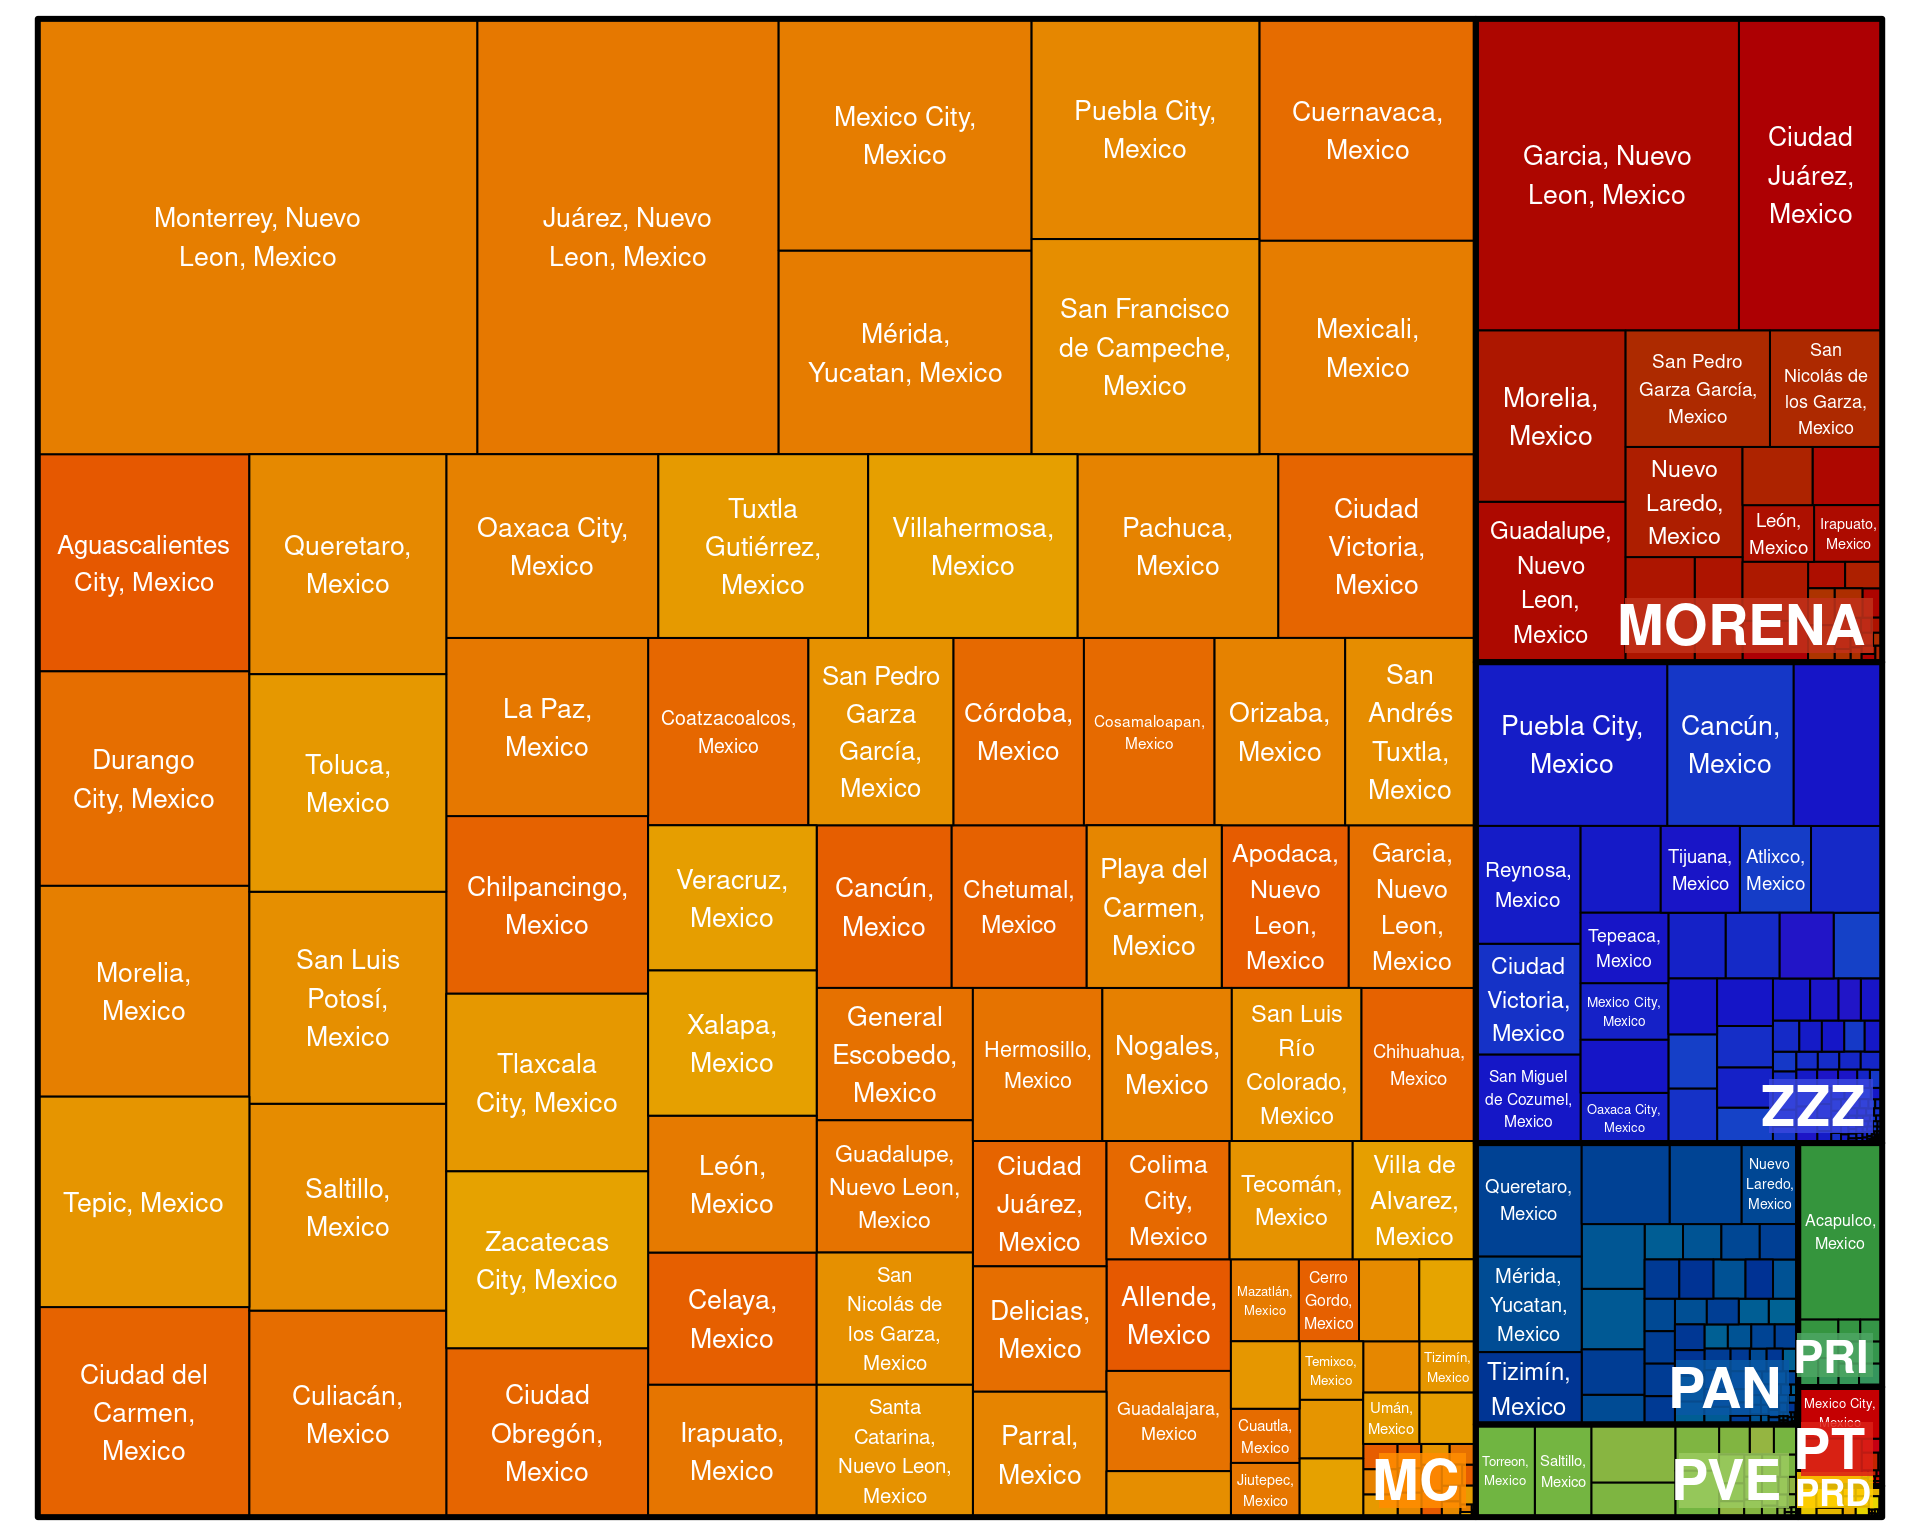 Monterrey, Nuevo
Leon, Mexico
Juárez, Nuevo
Leon, Mexico
Mexico City,
Mexico
Mérida,
Yucatan, Mexico
Puebla City,
Mexico
San Francisco
de Campeche,
Mexico
Cuernavaca,
Mexico
Mexicali,
Mexico
Aguascalientes
City, Mexico
Durango
City, Mexico
Morelia,
Mexico
Tepic, Mexico
Ciudad del
Carmen,
Mexico
Queretaro,
Mexico
Toluca,
Mexico
San Luis
Potosí,
Mexico
Saltillo,
Mexico
Culiacán,
Mexico
Oaxaca City,
Mexico
Tuxtla
Gutiérrez,
Mexico
Villahermosa,
Mexico
Pachuca,
Mexico
Ciudad
Victoria,
Mexico
La Paz,
Mexico
Chilpancingo,
Mexico
Tlaxcala
City, Mexico
Zacatecas
City, Mexico
Ciudad
Obregón,
Mexico
Coatzacoalcos,
Mexico
San Pedro
Garza
García,
Mexico
Córdoba,
Mexico
Cosamaloapan,
Mexico
Orizaba,
Mexico
San
Andrés
Tuxtla,
Mexico
Veracruz,
Mexico
Xalapa,
Mexico
León,
Mexico
Celaya,
Mexico
Irapuato,
Mexico
Cancún,
Mexico
Chetumal,
Mexico
Playa del
Carmen,
Mexico
Apodaca,
Nuevo
Leon,
Mexico
Garcia,
Nuevo
Leon,
Mexico
General
Escobedo,
Mexico
Guadalupe,
Nuevo Leon,
Mexico
San
Nicolás de
los Garza,
Mexico
Santa
Catarina,
Nuevo Leon,
Mexico
Hermosillo,
Mexico
Nogales,
Mexico
San Luis
Río
Colorado,
Mexico
Chihuahua,
Mexico
Ciudad
Juárez,
Mexico
Delicias,
Mexico
Parral,
Mexico
Colima
City,
Mexico
Tecomán,
Mexico
Villa de
Alvarez,
Mexico
Allende,
Mexico
Guadalajara,
Mexico
Mazatlán,
Mexico
Cerro
Gordo,
Mexico
Temixco,
Mexico
Tizimín,
Mexico
Cuautla,
Mexico
Umán,
Mexico
Jiutepec,
Mexico
MC
Garcia, Nuevo
Leon, Mexico
Ciudad
Juárez,
Mexico
Morelia,
Mexico
San Pedro
Garza García,
Mexico
San
Nicolás de
los Garza,
Mexico
Guadalupe,
Nuevo
Leon,
Mexico
Nuevo
Laredo,
Mexico
León,
Mexico
Irapuato,
Mexico
MORENA
Puebla City,
Mexico
Cancún,
Mexico
Reynosa,
Mexico
Tijuana,
Mexico
Atlixco,
Mexico
Ciudad
Victoria,
Mexico
Tepeaca,
Mexico
Mexico City,
Mexico
San Miguel
de Cozumel,
Mexico
Oaxaca City,
Mexico
ZZZ
Queretaro,
Mexico
Nuevo
Laredo,
Mexico
Mérida,
Yucatan,
Mexico
Tizimín,
Mexico
PAN
Acapulco,
Mexico
PRI
Mexico City,
Mexico
PT
PRD
Torreon,
Mexico
Saltillo,
Mexico
PVE